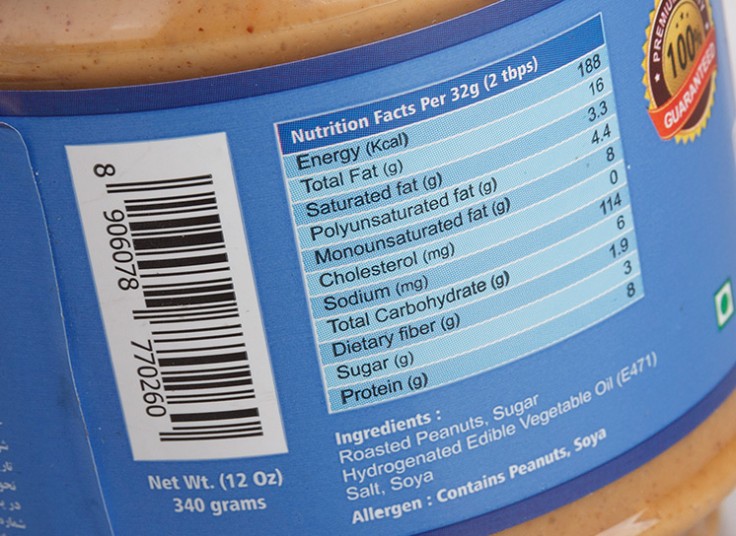 PREMIUM
100%
GUARANTEED
Nutrition Facts Per 32g (2 tbps)
Energy (Kcal) 188
Total Fat (g) 16
Saturated fat (g) 3.3
Polyunsaturated fat (g) 4.4
Monounsaturated fat (g) 8
Cholesterol (mg) 0
Sodium (mg) 114
Total Carbohydrate (g) 6
Dietary fiber (g) 1.9
Sugar (g) 3
Protein (g) 8
8 906078 770260
Net Wt. (12 Oz)
340 grams
Ingredients :
Roasted Peanuts, Sugar
Hydrogenated Edible Vegetable Oil (E471)
Salt, Soya
Allergen : Contains Peanuts, Soya